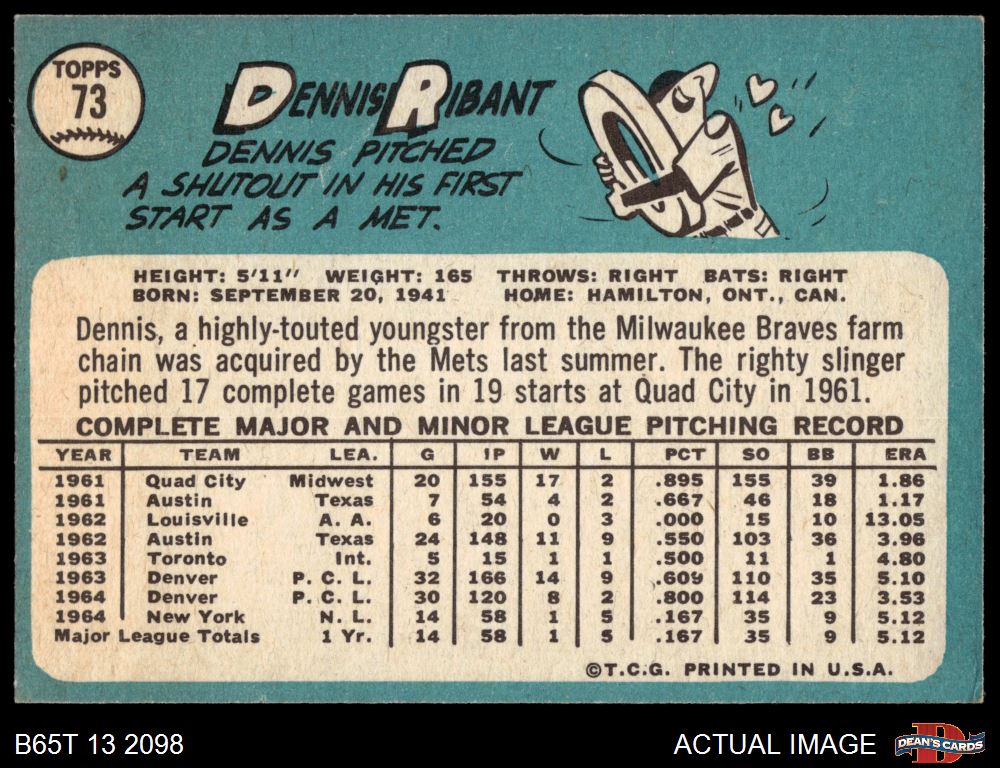 TOPPS
73
DENNIS RIBANT
DENNIS PITCHED
A SHUTOUT IN HIS FIRST
START AS A MET.
HEIGHT: 5'11" WEIGHT: 165 THROWS: RIGHT BATS: RIGHT
BORN: SEPTEMBER 20, 1941 HOME: HAMILTON, ONT., CAN.
Dennis, a highly-touted youngster from the Milwaukee Braves farm
chain was acquired by the Mets last summer. The righty slinger
pitched 17 complete games in 19 starts at Quad City in 1961.
COMPLETE MAJOR AND MINOR LEAGUE PITCHING RECORD
YEAR TEAM LEA. G IP W L PCT SO BB ERA
1961 Quad City Midwest 20 155 17 2 .895 155 39 1.86
1961 Austin Texas 7 54 4 2 .667 46 18 1.17
1962 Louisville A. A. 6 20 0 3 .000 15 10 13.05
1962 Austin Texas 24 148 11 9 .550 103 36 3.96
1963 Toronto Int. 5 15 1 1 .500 11 1 4.80
1963 Denver P. C. L. 32 166 14 9 .609 110 35 5.10
1964 Denver P. C. L. 30 120 8 2 .800 114 23 3.53
1964 New York N. L. 14 58 1 5 .167 35 9 5.12
Major League Totals 1 Yr. 14 58 1 5 .167 35 9 5.12
©T.C.G. PRINTED IN U.S.A.
B65T 13 2098
ACTUAL IMAGE
D
DEAN'S CARDS